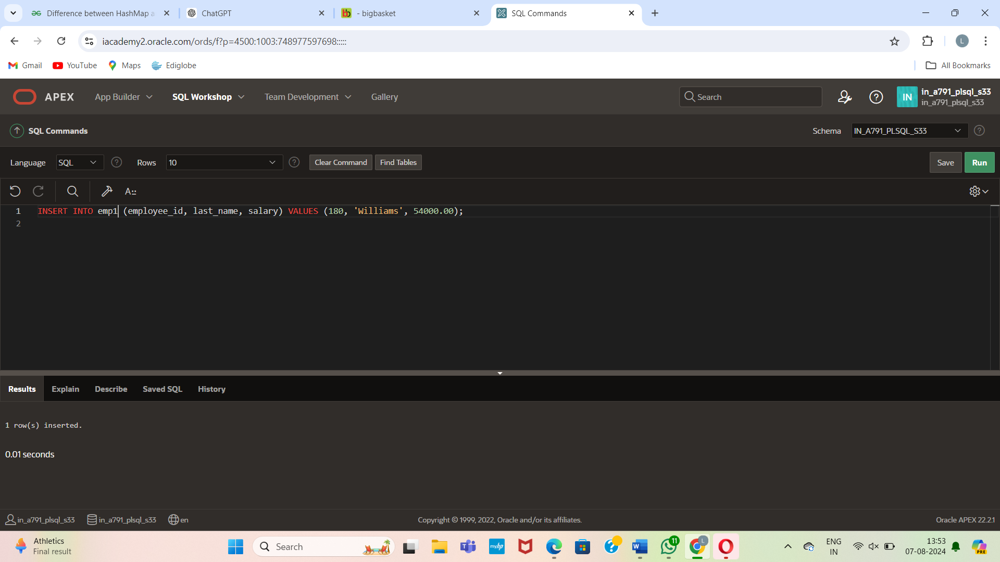 Difference between HashMap a
ChatGPT
- bigbasket
SQL Commands
iacademy2.oracle.com/ords/f?p=4500:1003:748977597698:::::
L
Gmail
YouTube
Maps
Ediglobe
All Bookmarks
APEX
App Builder
SQL Workshop
Team Development
Gallery
Search
IN
in_a791_plsql_s33
in_a791_plsql_s33
SQL Commands
Schema
IN_A791_PLSQL_S33
Language
SQL
Rows
10
Clear Command
Find Tables
Save
Run
A::
1 INSERT INTO emp1 (employee_id, last_name, salary) VALUES (180, 'Williams', 54000.00);
2
Results
Explain
Describe
Saved SQL
History
1 row(s) inserted.
0.01 seconds
in_a791_plsql_s33
in_a791_plsql_s33
en
Copyright © 1999, 2022, Oracle and/or its affiliates.
Oracle APEX 22.2.1
Athletics
Final result
Search
myhp
11
L
ENG
IN
13:53
07-08-2024
PRE